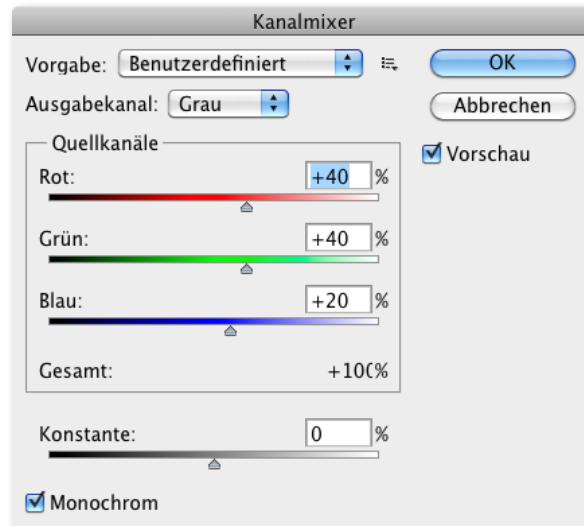 Kanalmixer
Vorgabe: Benutzerdefiniert OK
Ausgabekanal: Grau Abbrechen
Quellkanäle Vorschau
Rot: +40 %
Grün: +40 %
Blau: +20 %
Gesamt: +100%
Konstante: 0 %
Monochrom